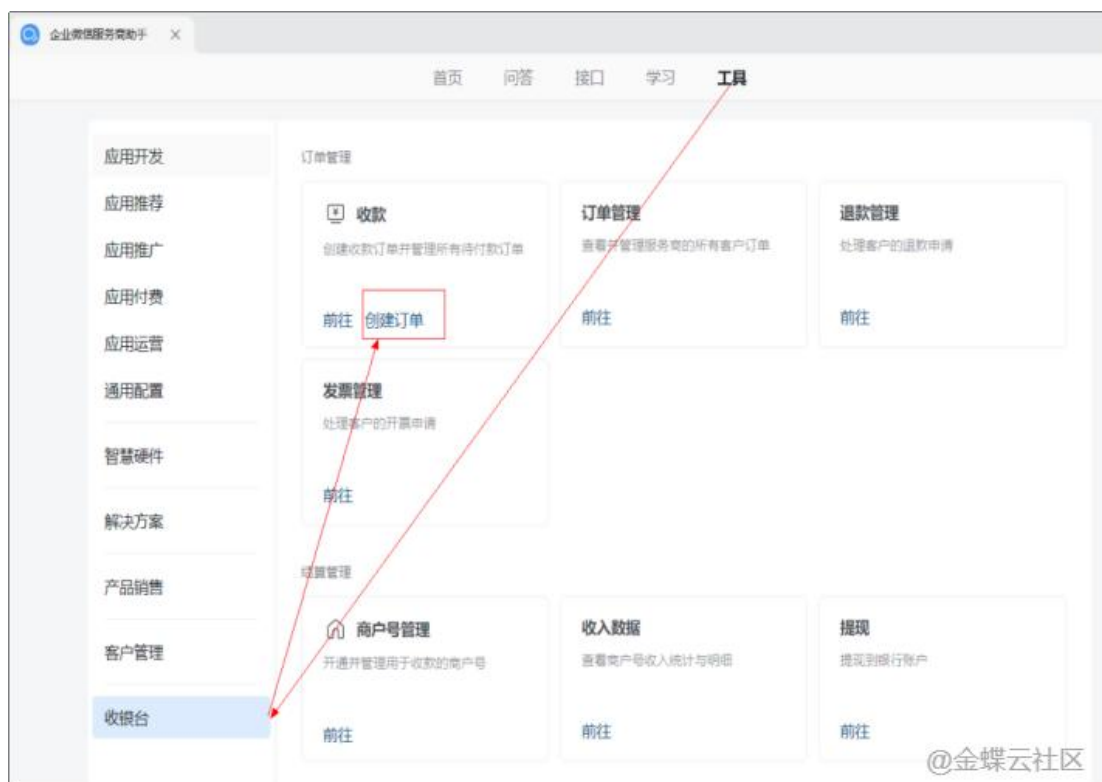 企业微信服务商助手
首页 问答 接口 学习 工具
应用开发
应用推荐
应用推广
应用付费
应用运营
通用配置
智慧硬件
解决方案
产品销售
客户管理
收银台
订单管理
收款
创建收款订单并管理所有待付款订单
前往 创建订单
订单管理
查看并管理服务商的所有客户订单
前往
退款管理
处理客户的退款申请
前往
发票管理
处理客户的开票申请
前往
结算管理
商户号管理
开通并管理用于收款的商户号
前往
收入数据
查看商户号收入统计与明细
前往
提现
提现到银行账户
前往
@金蝶云社区